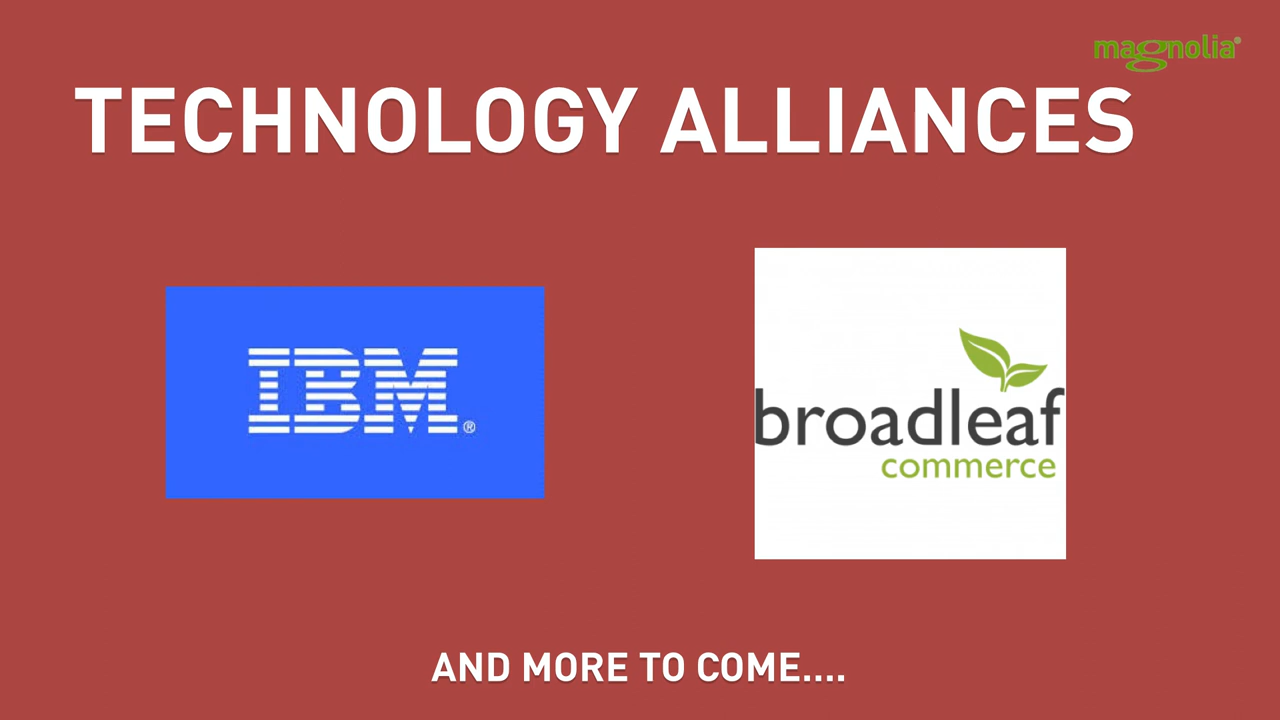 magnolia®
TECHNOLOGY ALLIANCES
IBM®
broadleaf
commerce
AND MORE TO COME....